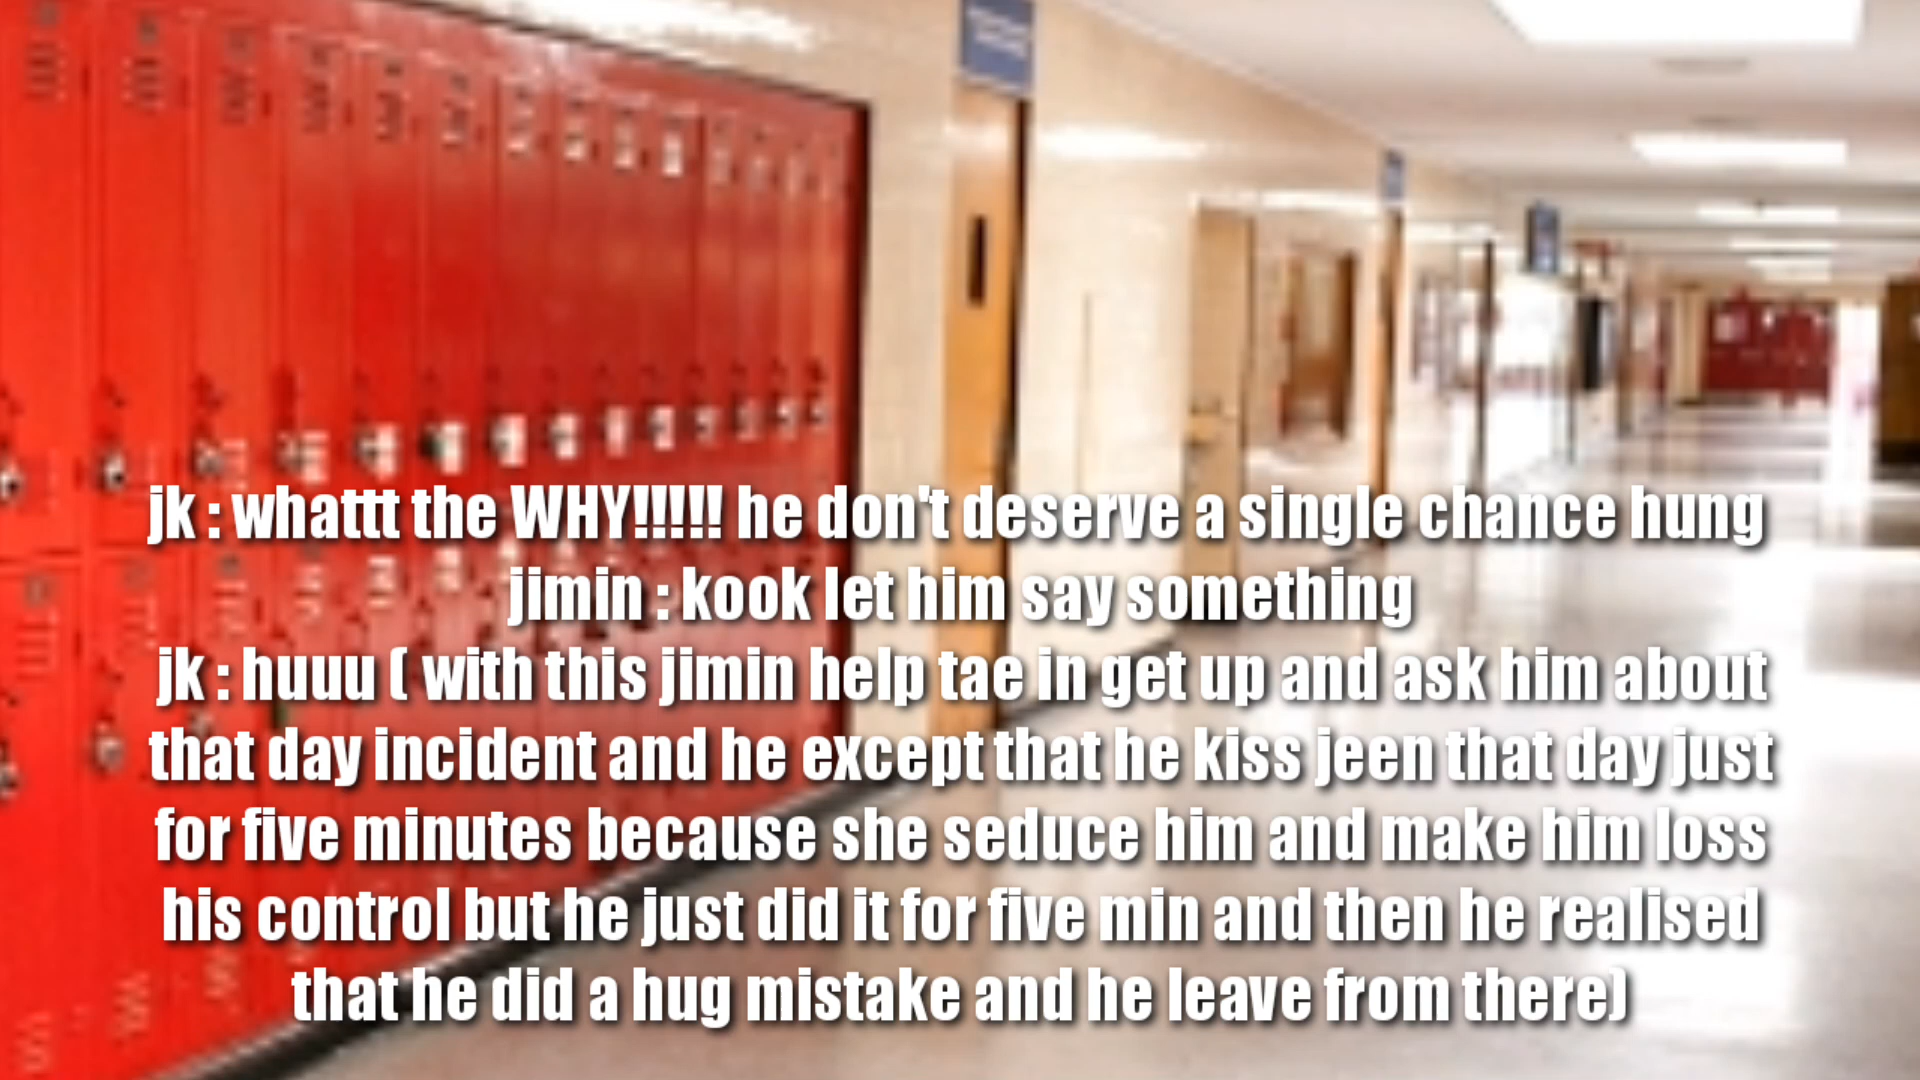 jk : whattt the WHY!!!!! he don't deserve a single chance hung
jimin : kook let him say something
jk : huuu ( with this jimin help tae in get up and ask him about
that day incident and he except that he kiss jeen that day just
for five minutes because she seduce him and make him loss
his control but he just did it for five min and then he realised
that he did a hug mistake and he leave from there)